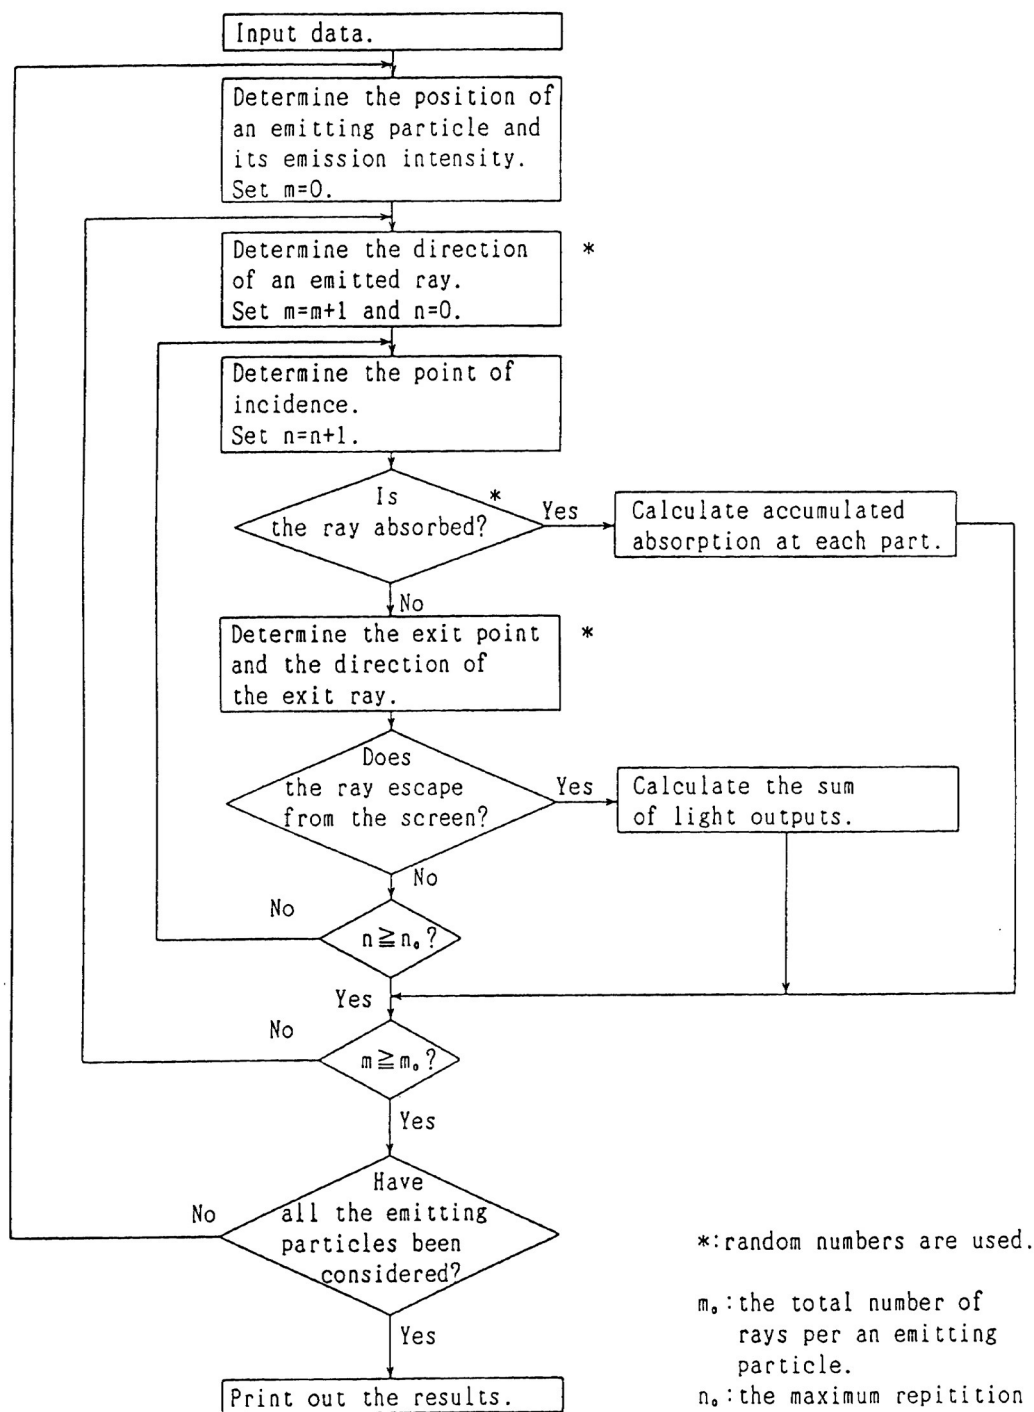 Input data.
Determine the position of
an emitting particle and
its emission intensity.
Set m=0.
Determine the direction
of an emitted ray.
Set m=m+1 and n=0.
*
Determine the point of
incidence.
Set n=n+1.
Is
the ray absorbed?
*
Yes
Calculate accumulated
absorption at each part.
No
Determine the exit point
and the direction of
the exit ray.
*
Does
the ray escape
from the screen?
Yes
Calculate the sum
of light outputs.
No
No
n≧n₀?
Yes
No
m≧m₀?
Yes
Have
all the emitting
particles been
considered?
No
Yes
Print out the results.
*:random numbers are used.
m₀:the total number of
rays per an emitting
particle.
n₀:the maximum repitition